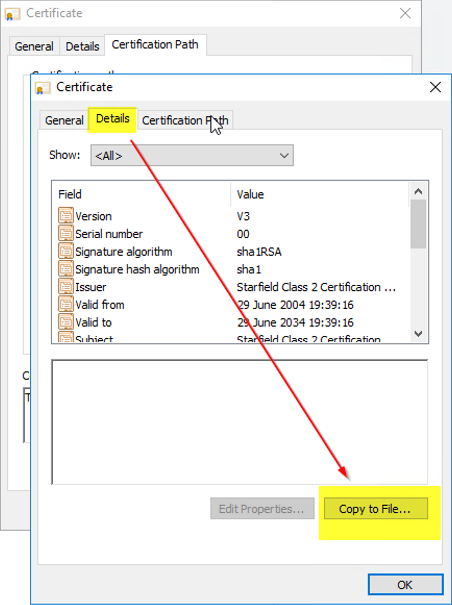 Certificate
General Details Certification Path
Certificate
General Details Certification Path
Show: <All>
Field Value
Version V3
Serial number 00
Signature algorithm sha1RSA
Signature hash algorithm sha1
Issuer Starfield Class 2 Certification ...
Valid from 29 June 2004 19:39:16
Valid to 29 June 2034 19:39:16
Subject Starfield Class 2 Certification
Edit Properties... Copy to File...
OK